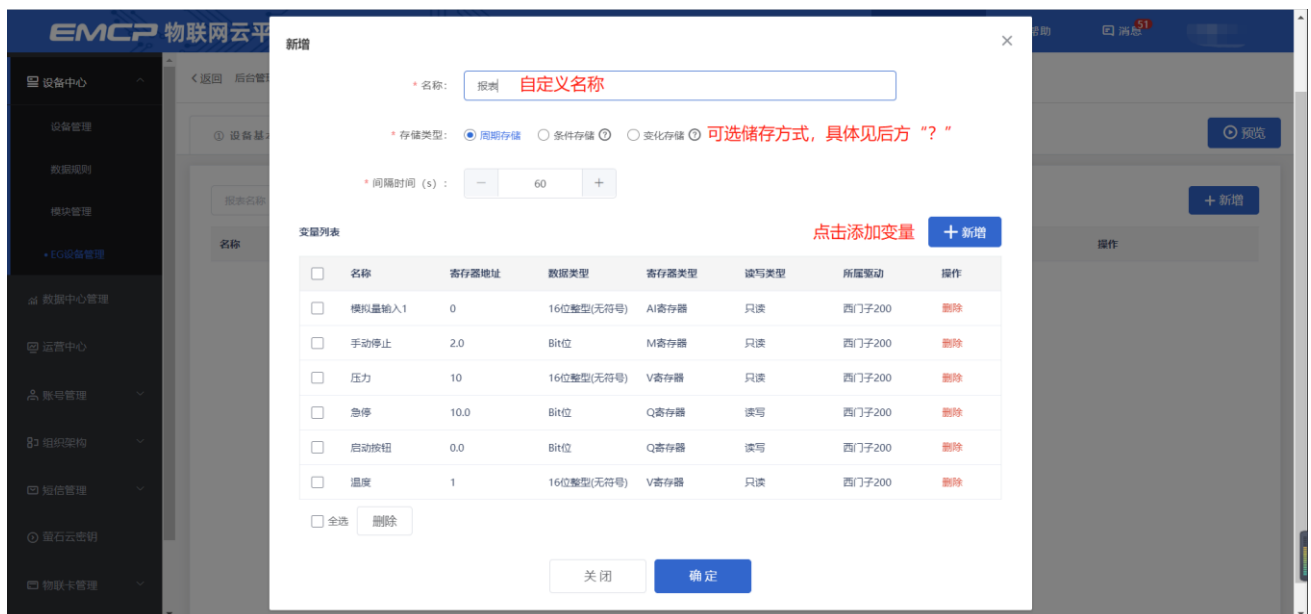 EMCP 物联网云平
帮助
消息 51
设备中心
设备管理
数据规则
模块管理
•EG设备管理
数据中心管理
运营中心
账号管理
组织架构
短信管理
萤石云密钥
物联卡管理
<返回 后台管
① 设备基
预览
报表名称
+ 新增
名称
操作
新增
* 名称: 报表 自定义名称
* 存储类型: 周期存储 条件存储 ? 变化存储 ? 可选储存方式，具体见后方“？”
* 间隔时间 (s) : − 60 +
变量列表 点击添加变量 + 新增
名称 寄存器地址 数据类型 寄存器类型 读写类型 所属驱动 操作
模拟量输入1 0 16位整型(无符号) AI寄存器 只读 西门子200 删除
手动停止 2.0 Bit位 M寄存器 只读 西门子200 删除
压力 10 16位整型(无符号) V寄存器 只读 西门子200 删除
急停 10.0 Bit位 Q寄存器 读写 西门子200 删除
启动按钮 0.0 Bit位 Q寄存器 读写 西门子200 删除
温度 1 16位整型(无符号) V寄存器 只读 西门子200 删除
全选 删除
关闭 确定